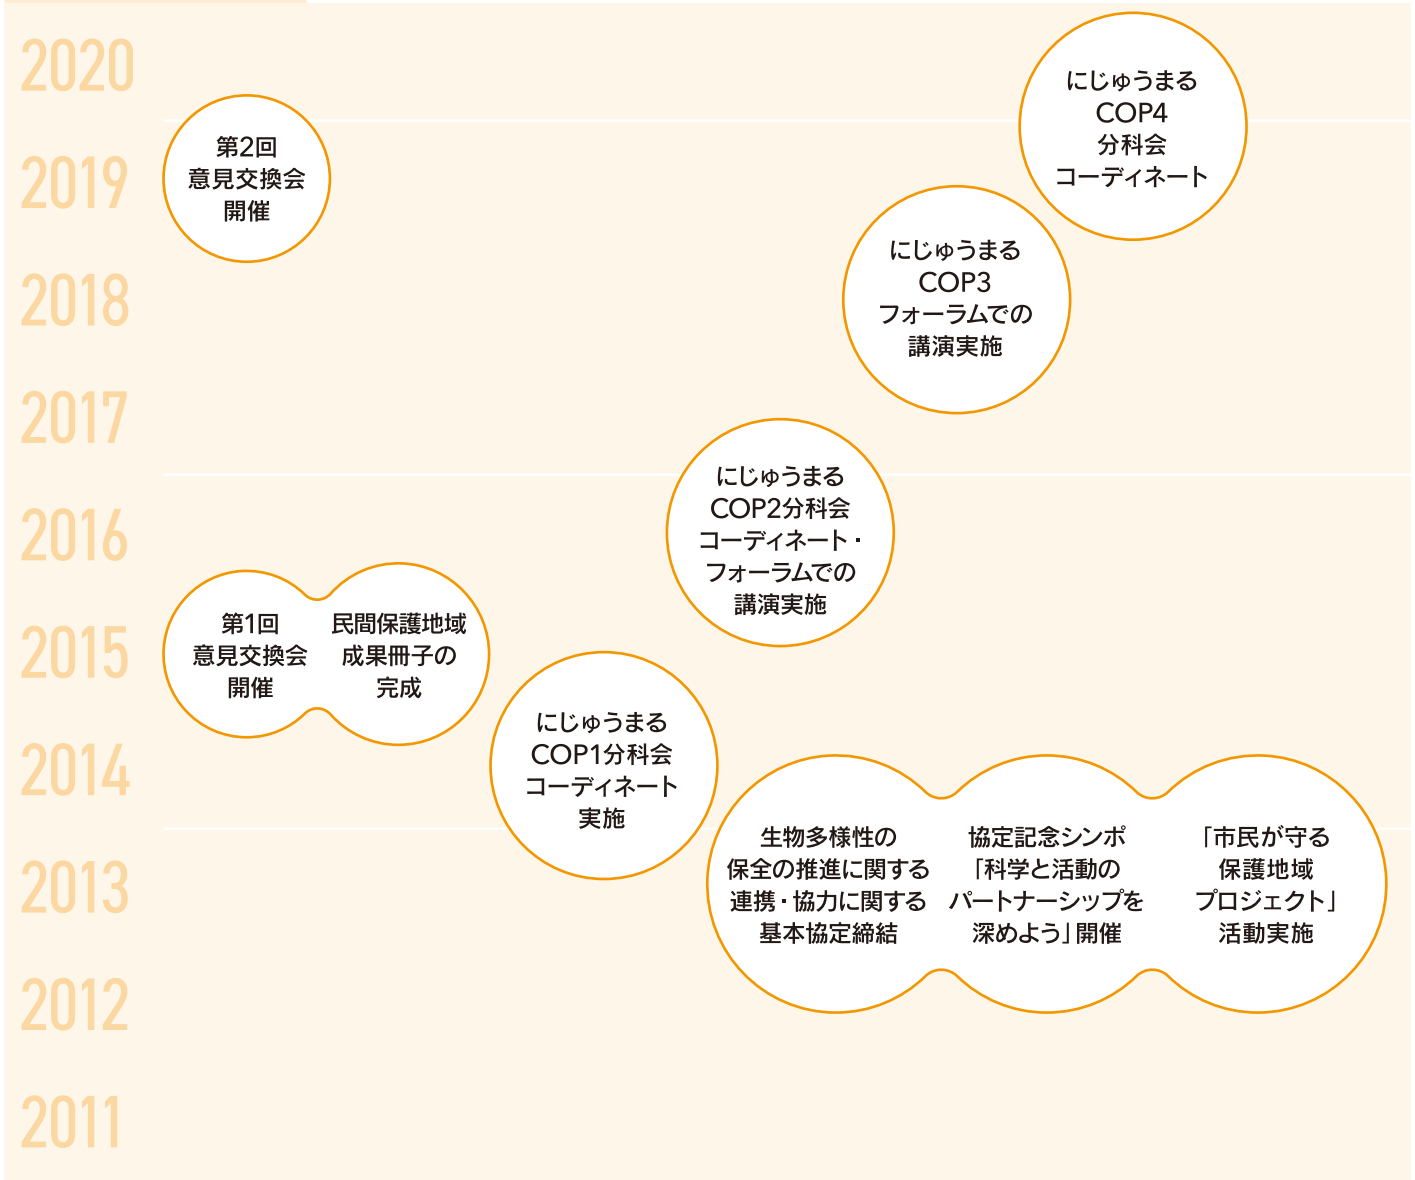 2020
にじゅうまる
COP4
分科会
コーディネート
2019
第2回
意見交換会
開催
2018
にじゅうまる
COP3
フォーラムでの
講演実施
2017
2016
にじゅうまる
COP2分科会
コーディネート・
フォーラムでの
講演実施
2015
第1回
意見交換会
開催
民間保護地域
成果冊子の
完成
2014
にじゅうまる
COP1分科会
コーディネート
実施
2013
生物多様性の
保全の推進に関する
連携・協力に関する
基本協定締結
協定記念シンポ
「科学と活動の
パートナーシップを
深めよう」開催
「市民が守る
保護地域
プロジェクト」
活動実施
2012
2011